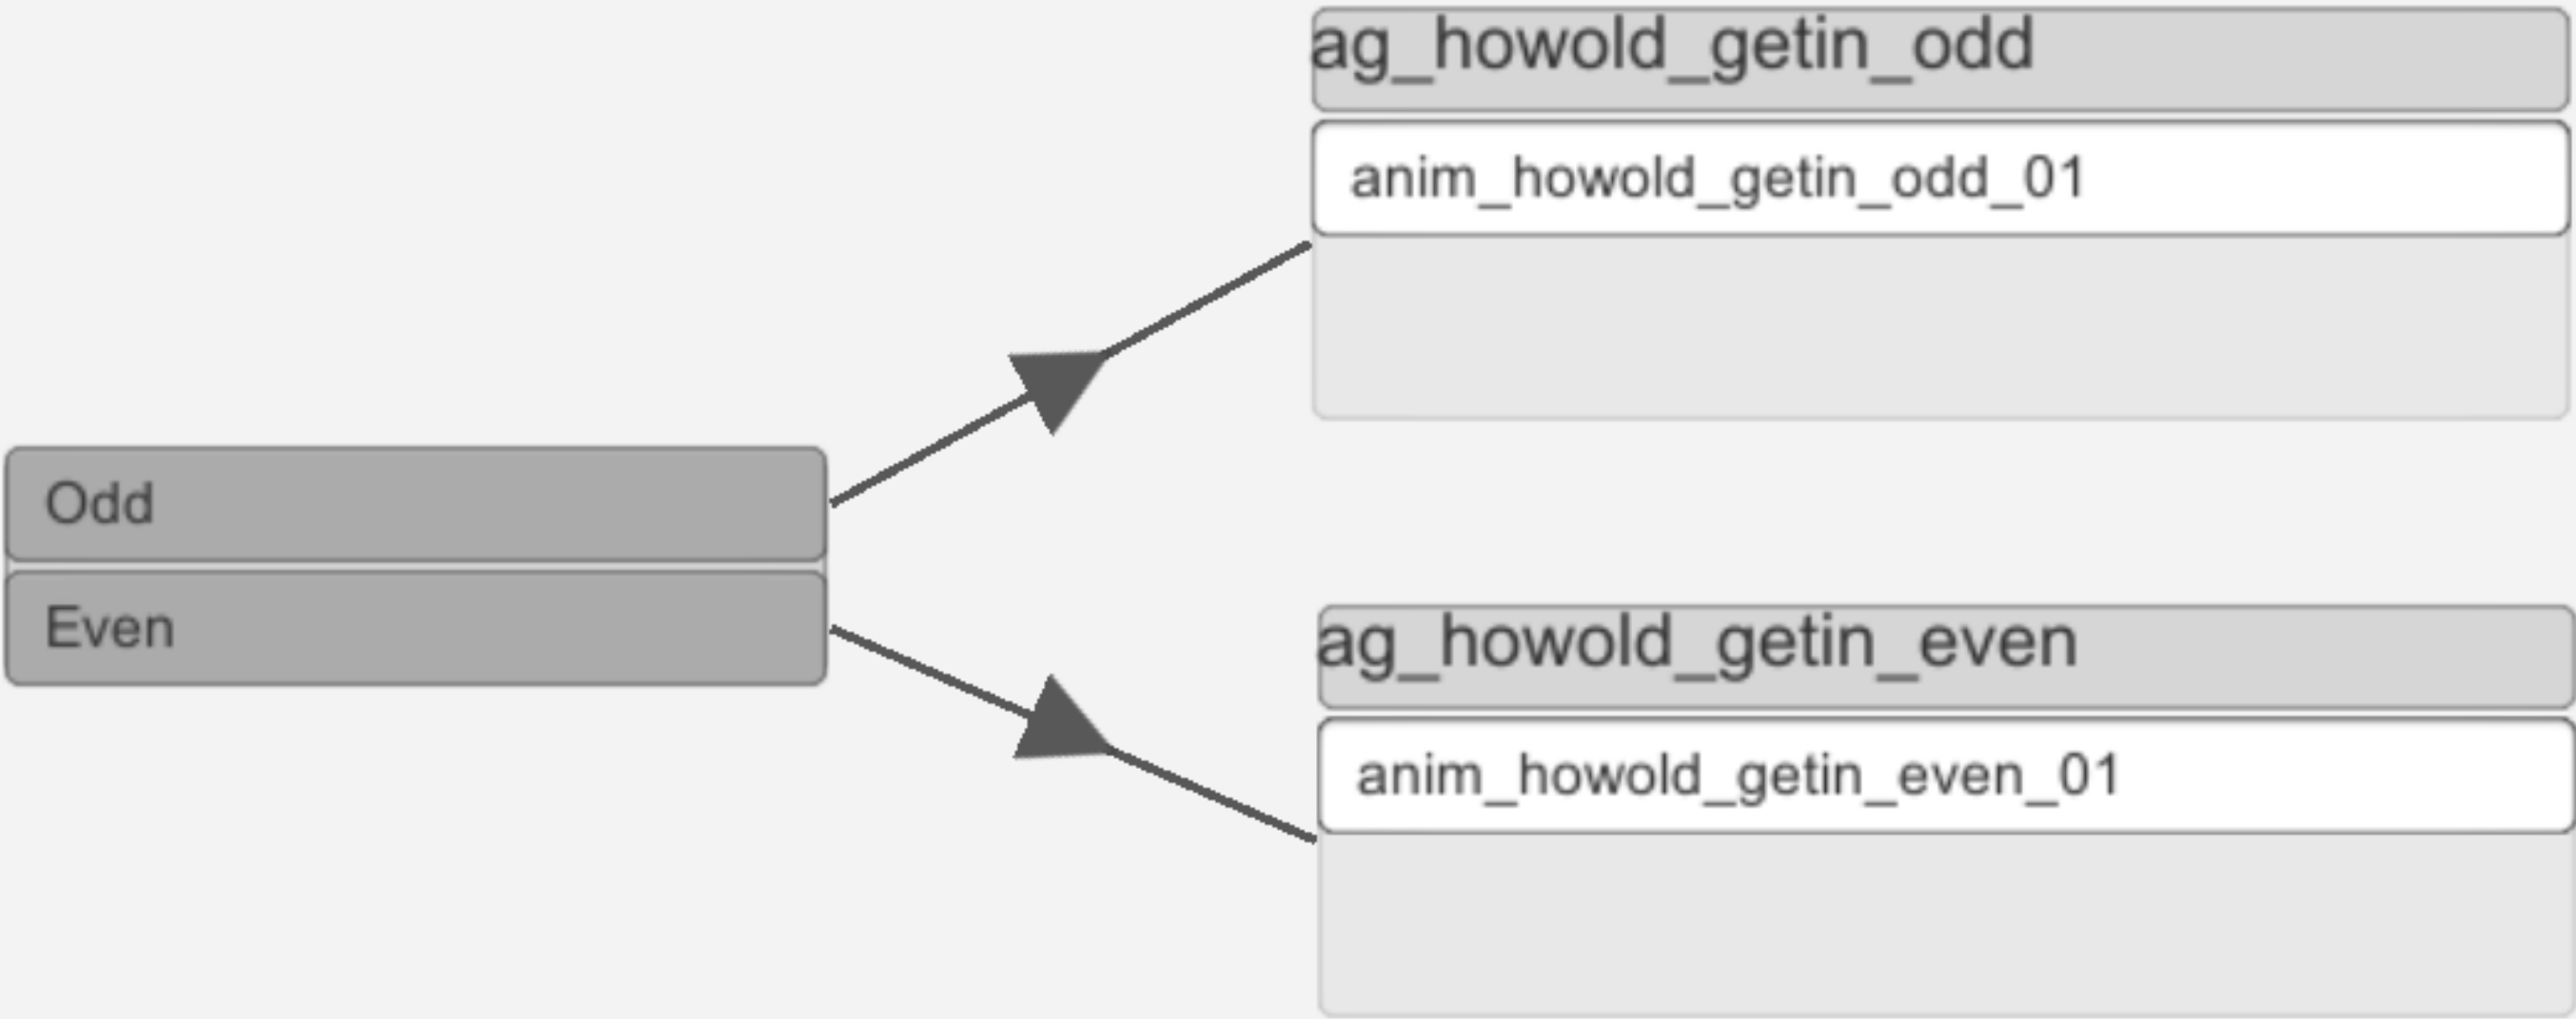 ag_howold_getin_odd
anim_howold_getin_odd_01
Odd
Even
ag_howold_getin_even
anim_howold_getin_even_01